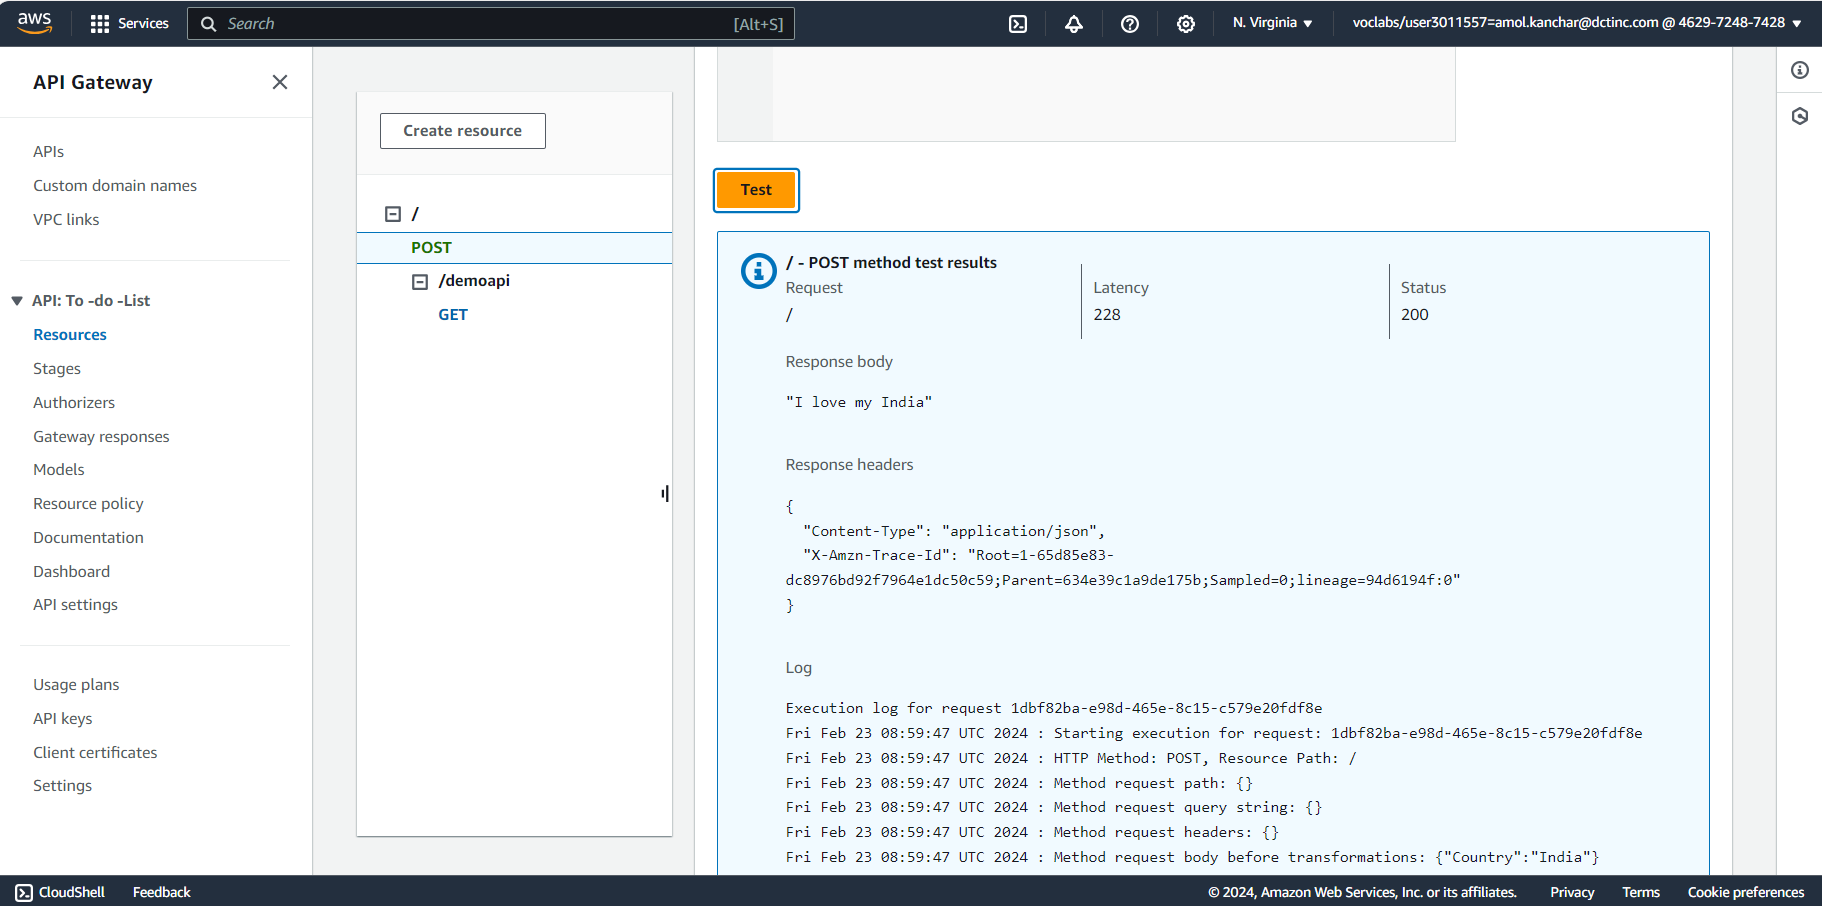 aws
Services
Search
[Alt+S]
N. Virginia
voclabs/user3011557=amol.kanchar@dctinc.com @ 4629-7248-7428
API Gateway
APIs
Custom domain names
VPC links
API: To -do -List
Resources
Stages
Authorizers
Gateway responses
Models
Resource policy
Documentation
Dashboard
API settings
Usage plans
API keys
Client certificates
Settings
Create resource
/
POST
/demoapi
GET
Test
/ - POST method test results
Request
/
Latency
228
Status
200
Response body
"I love my India"
Response headers
{
"Content-Type": "application/json",
"X-Amzn-Trace-Id": "Root=1-65d85e83-
dc8976bd92f7964e1dc50c59;Parent=634e39c1a9de175b;Sampled=0;lineage=94d6194f:0"
}
Log
Execution log for request 1dbf82ba-e98d-465e-8c15-c579e20fdf8e
Fri Feb 23 08:59:47 UTC 2024 : Starting execution for request: 1dbf82ba-e98d-465e-8c15-c579e20fdf8e
Fri Feb 23 08:59:47 UTC 2024 : HTTP Method: POST, Resource Path: /
Fri Feb 23 08:59:47 UTC 2024 : Method request path: {}
Fri Feb 23 08:59:47 UTC 2024 : Method request query string: {}
Fri Feb 23 08:59:47 UTC 2024 : Method request headers: {}
Fri Feb 23 08:59:47 UTC 2024 : Method request body before transformations: {"Country":"India"}
CloudShell
Feedback
© 2024, Amazon Web Services, Inc. or its affiliates.
Privacy
Terms
Cookie preferences